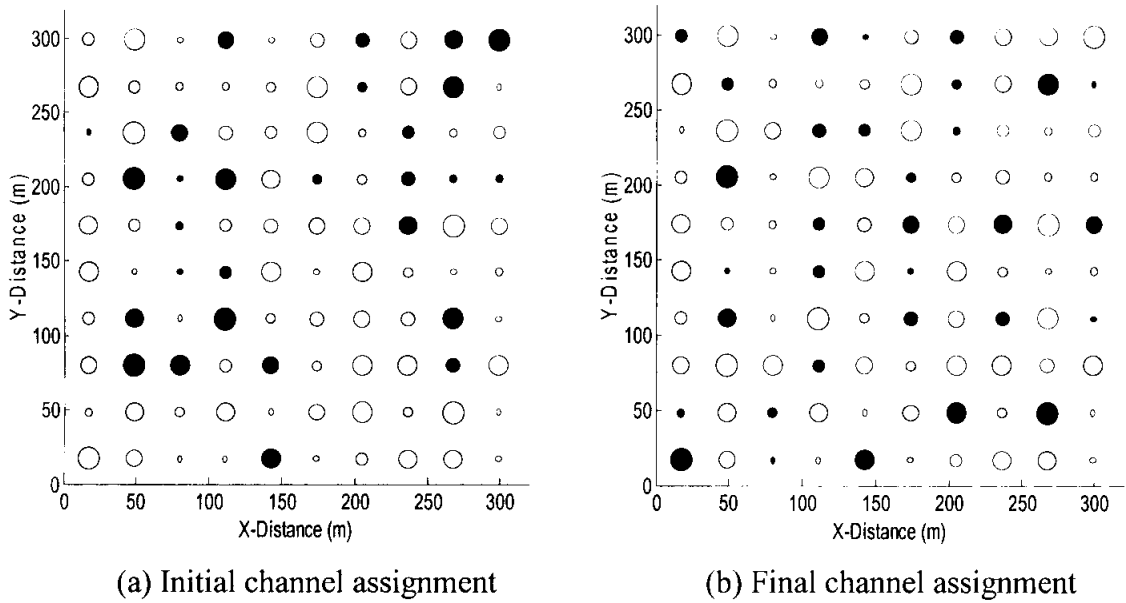 300
250
200
150
100
50
0
Y-Distance (m)
0 50 100 150 200 250 300
X-Distance (m)
(a) Initial channel assignment
300
250
200
150
100
50
0
Y-Distance (m)
0 50 100 150 200 250 300
X-Distance (m)
(b) Final channel assignment